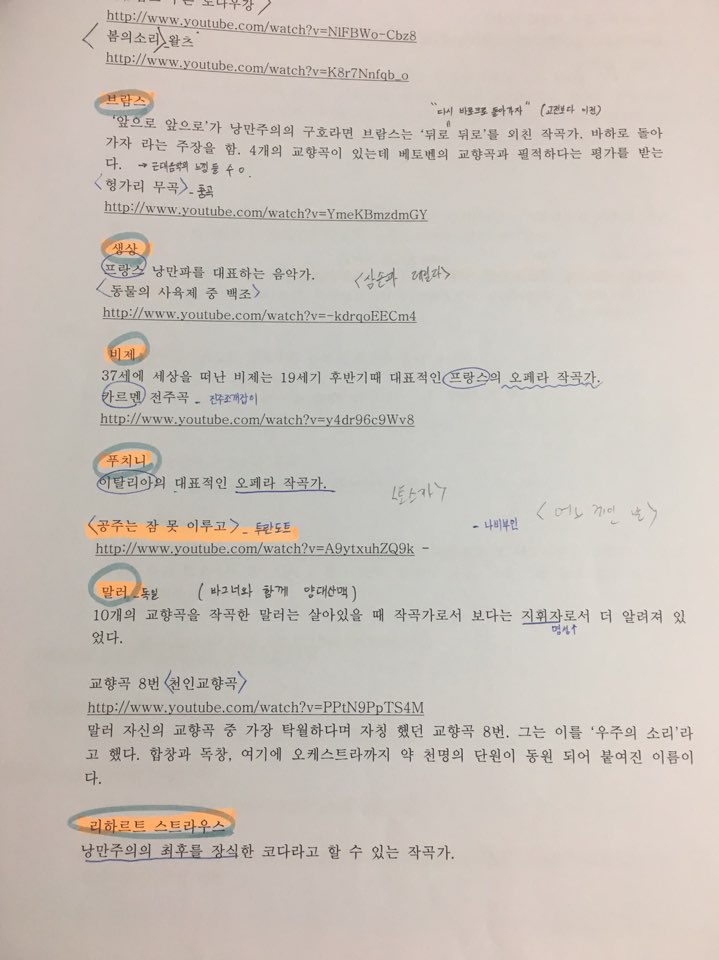 http://www.youtube.com/watch?v=NlFBWo-Cbz8
<봄의소리>왈츠
http://www.youtube.com/watch?v=K8r7Nnfqb_o
브람스
"다시 바흐로 돌아가자" (고전보다 이전)
'앞으로 앞으로'가 낭만주의의 구호라면 브람스는 '뒤로 뒤로'를 외친 작곡가. 바하로 돌아
가자 라는 주장을 함. 4개의 교향곡이 있는데 베토벤의 교향곡과 필적하다는 평가를 받는
다. → 근대음악의 느낌 들 수 o.
<헝가리 무곡> - 춤곡
http://www.youtube.com/watch?v=YmeKBmzdmGY
생상
프랑스 낭만파를 대표하는 음악가. <삼손과 데릴라>
<동물의 사육제 중 백조>
http://www.youtube.com/watch?v=-kdrqoEECm4
비제
37세에 세상을 떠난 비제는 19세기 후반기때 대표적인 프랑스의 오페라 작곡가.
카르멘 전주곡 - 진주조개잡이
http://www.youtube.com/watch?v=y4dr96c9Wv8
푸치니
이탈리아의 대표적인 오페라 작곡가. <토스카>
<공주는 잠 못 이루고> - 투란도트 - 나비부인 <어느 개인 날>
http://www.youtube.com/watch?v=A9ytxuhZQ9k -
말러 - 독일 (바그너와 함께 양대산맥)
10개의 교향곡을 작곡한 말러는 살아있을 때 작곡가로서 보다는 지휘자로서 더 알려져 있
었다. 명성↑
교향곡 8번 <천인교향곡>
http://www.youtube.com/watch?v=PPtN9PpTS4M
말러 자신의 교향곡 중 가장 탁월하다며 자칭 했던 교향곡 8번. 그는 이를 '우주의 소리'라
고 했다. 합창과 독창, 여기에 오케스트라까지 약 천명의 단원이 동원 되어 붙여진 이름이
다.
리하르트 스트라우스
낭만주의의 최후를 장식한 코다라고 할 수 있는 작곡가.